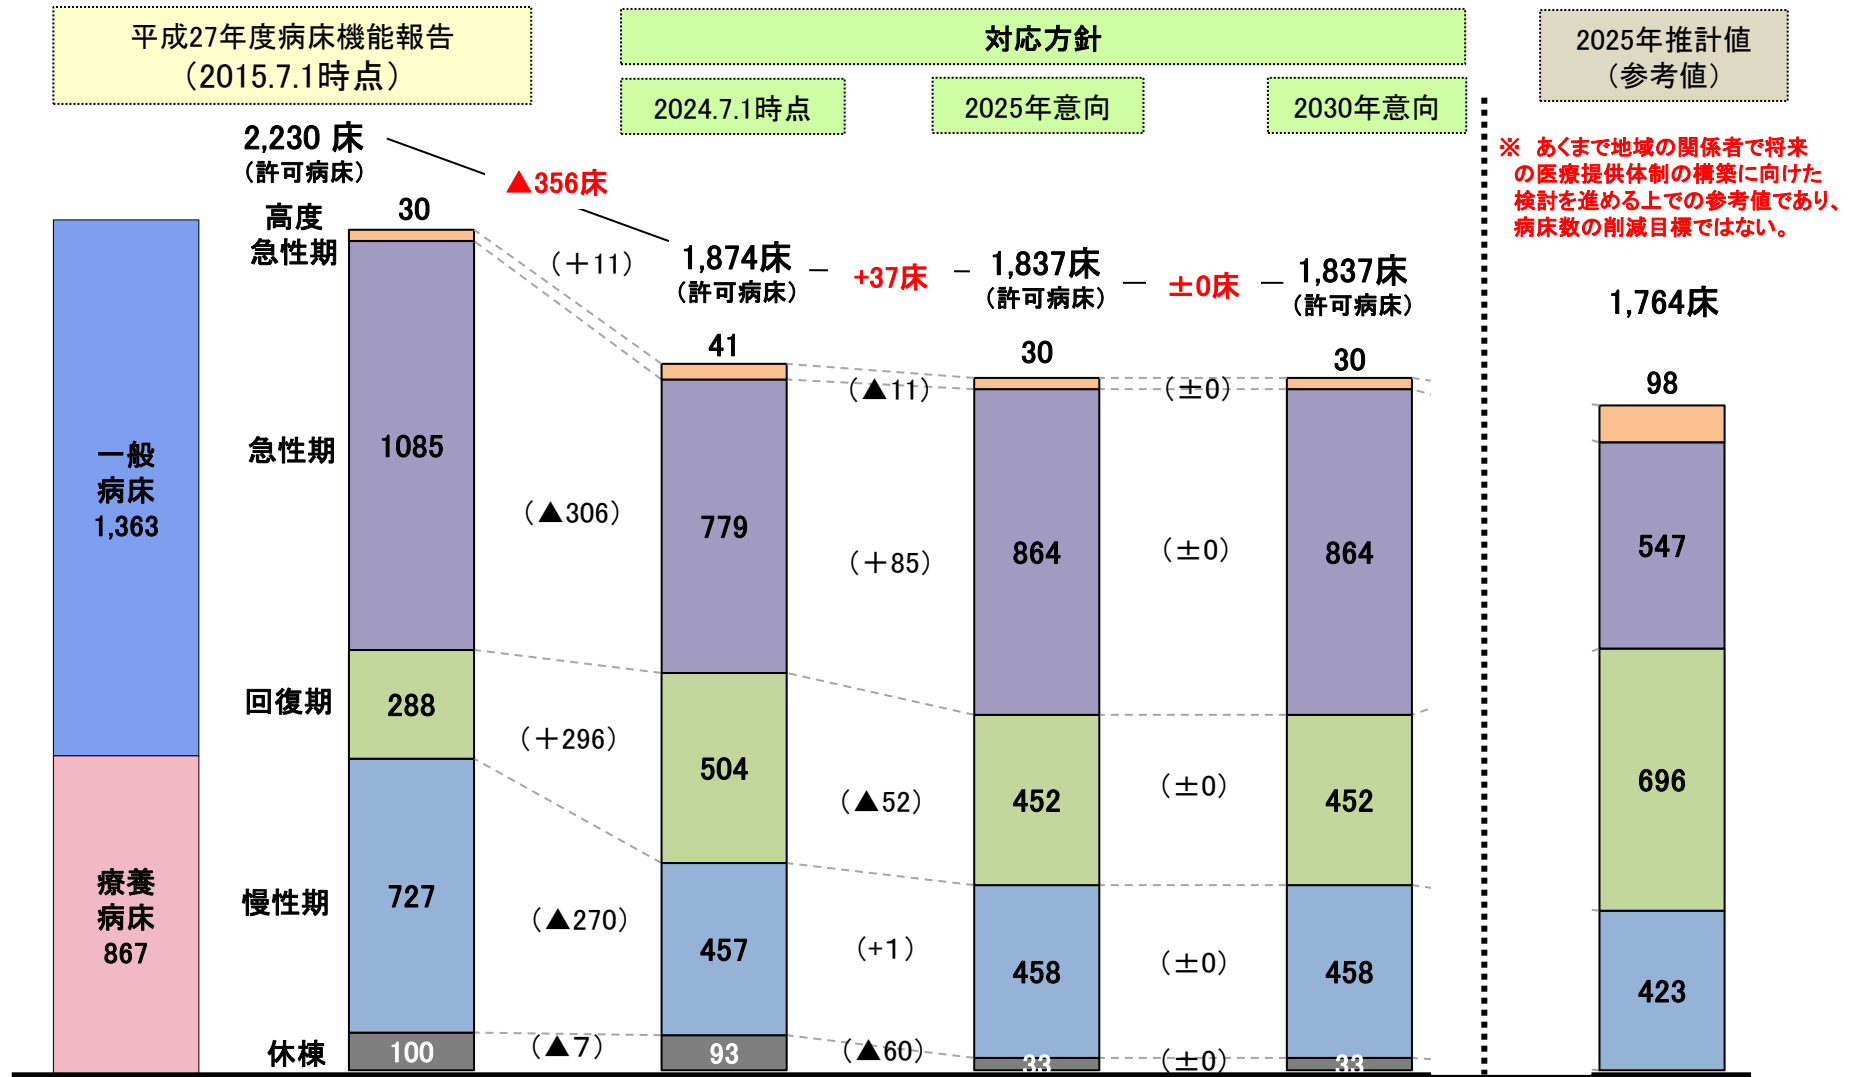 平成27年度病床機能報告
（2015.7.1時点）
対応方針
2024.7.1時点
2025年意向
2030年意向
2025年推計値
（参考値）
※ あくまで地域の関係者で将来
の医療提供体制の構築に向けた
検討を進める上での参考値であり、
病床数の削減目標ではない。
2,230 床
（許可病床）
▲356床
1,874床
（許可病床）
+37床
1,837床
（許可病床）
±0床
1,837床
（許可病床）
1,764床
一般
病床
1,363
療養
病床
867
高度
急性期
30
（＋11）
41
（▲11）
30
（±0）
30
98
急性期
1085
（▲306）
779
（＋85）
864
（±0）
864
547
回復期
288
（＋296）
504
（▲52）
452
（±0）
452
696
慢性期
727
（▲270）
457
（+1）
458
（±0）
458
423
休棟
100
（▲7）
93
（▲60）
33
（±0）
33